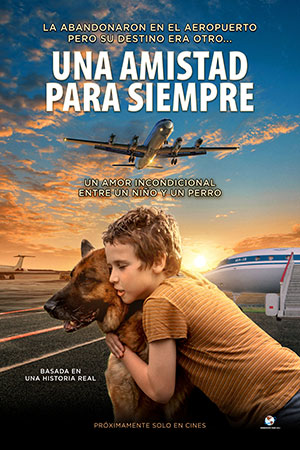 LA ABANDONARON EN EL AEROPUERTO
PERO SU DESTINO ERA OTRO...
UNA AMISTAD
PARA SIEMPRE
UN AMOR INCONDICIONAL
ENTRE UN NIÑO Y UN PERRO
BASADA EN
UNA HISTORIA REAL
PRÓXIMAMENTE SOLO EN CINES